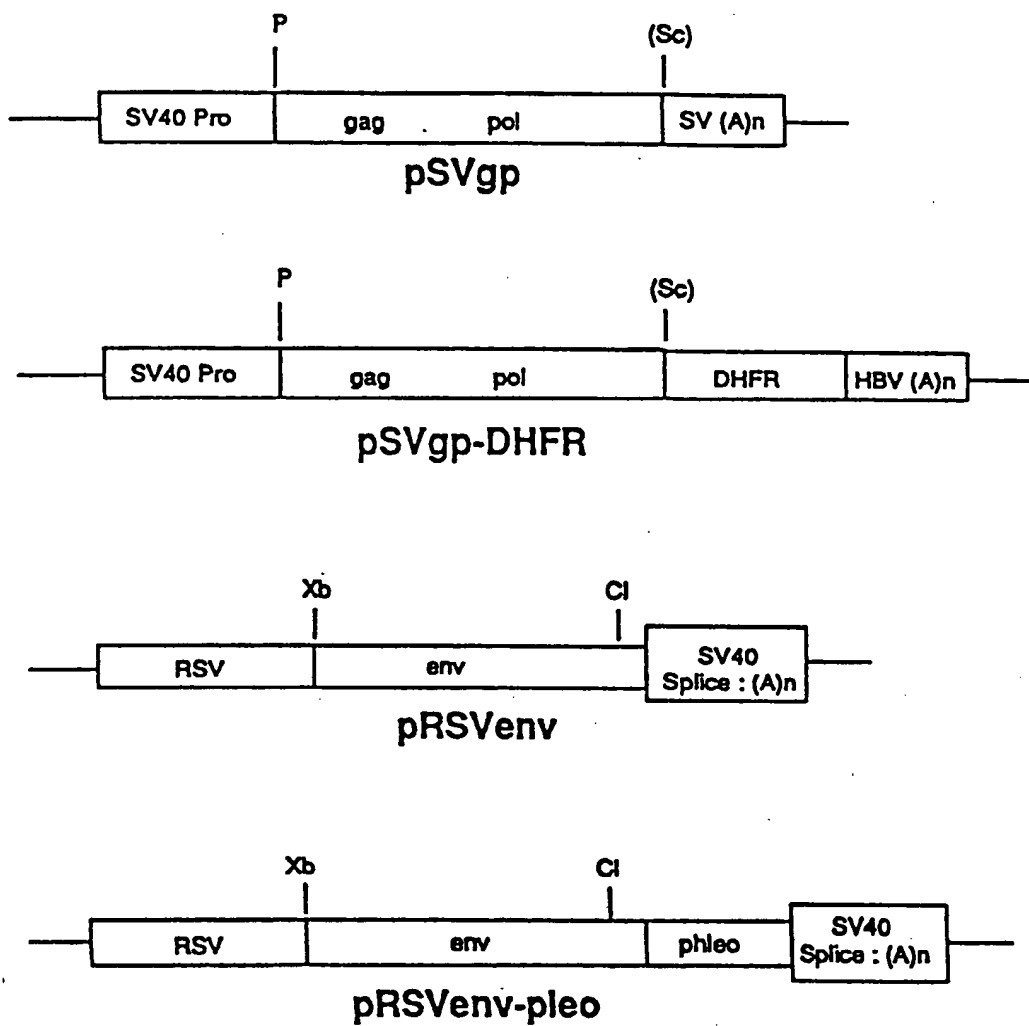 P (Sc)
SV40 Pro gag pol SV (A)n
pSVgp
P (Sc)
SV40 Pro gag pol DHFR HBV (A)n
pSVgp-DHFR
Xb Cl
RSV env SV40
Splice : (A)n
pRSVenv
Xb Cl
RSV env phleo SV40
Splice : (A)n
pRSVenv-pleo